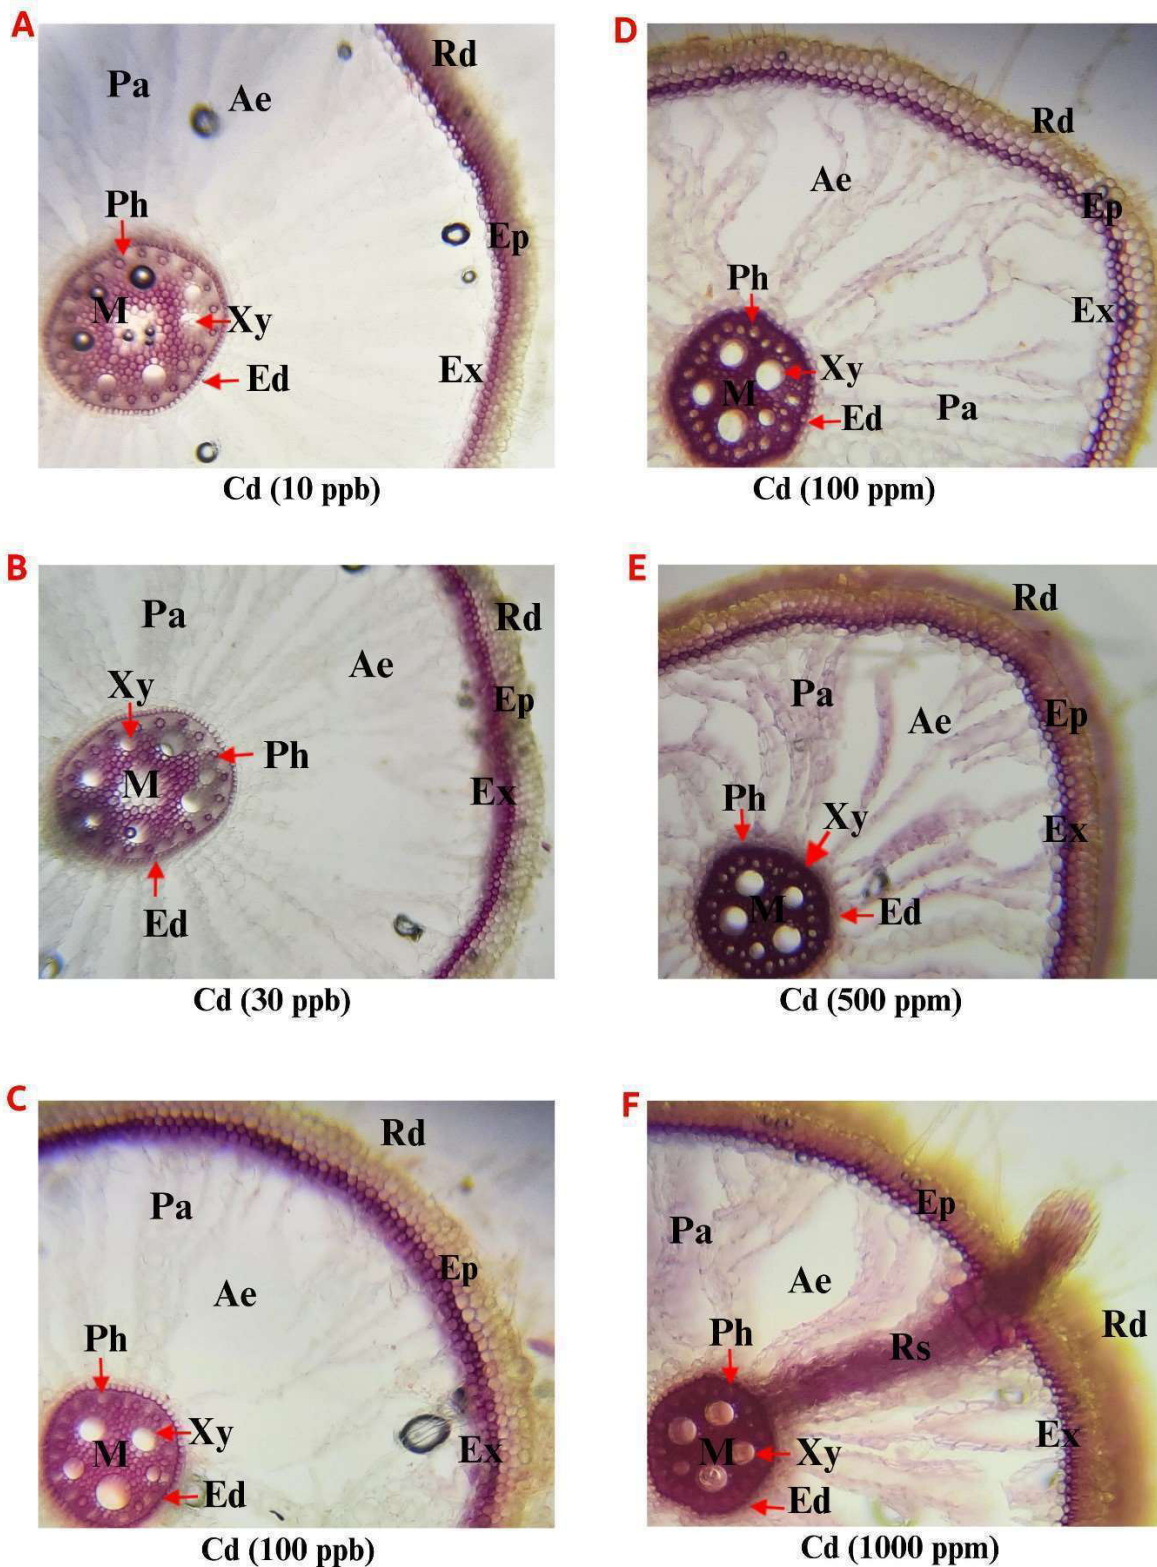 A
Rd
Pa
Ae
Ph
Ep
M
Xy
Ed
Ex
Cd (10 ppb)
B
Rd
Pa
Ae
Xy
Ep
Ph
M
Ex
Ed
Cd (30 ppb)
C
Rd
Pa
Ep
Ae
Ph
Xy
M
Ex
Ed
Cd (100 ppb)
D
Rd
Ae
Ep
Ph
Ex
Xy
M
Pa
Ed
Cd (100 ppm)
E
Rd
Pa
Ae
Ep
Ph
Xy
Ex
M
Ed
Cd (500 ppm)
F
Ep
Pa
Ae
Ph
Rd
Rs
Ex
M
Xy
Ed
Cd (1000 ppm)